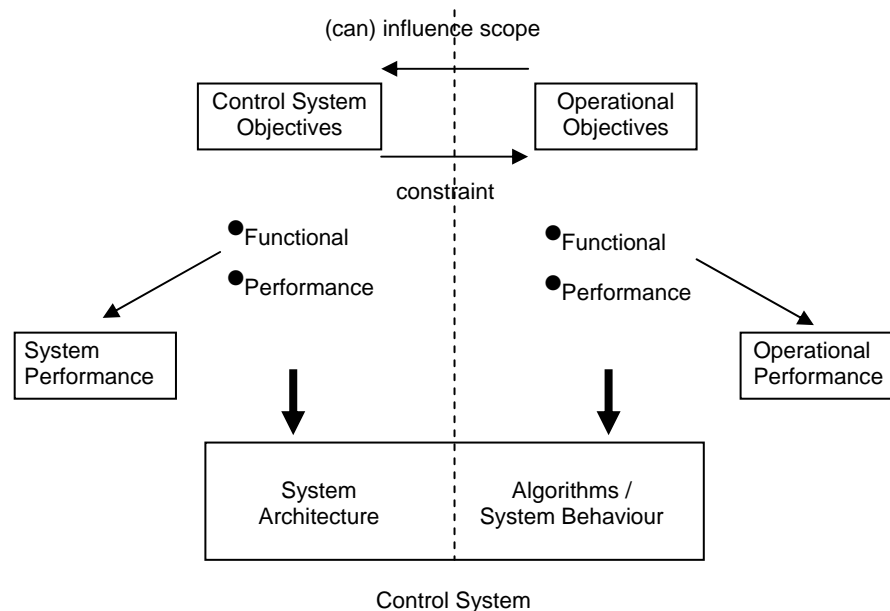 (can) influence scope
Control System
Objectives
Operational
Objectives
constraint
Functional
Performance
Functional
Performance
System
Performance
Operational
Performance
System
Architecture
Algorithms /
System Behaviour
Control System